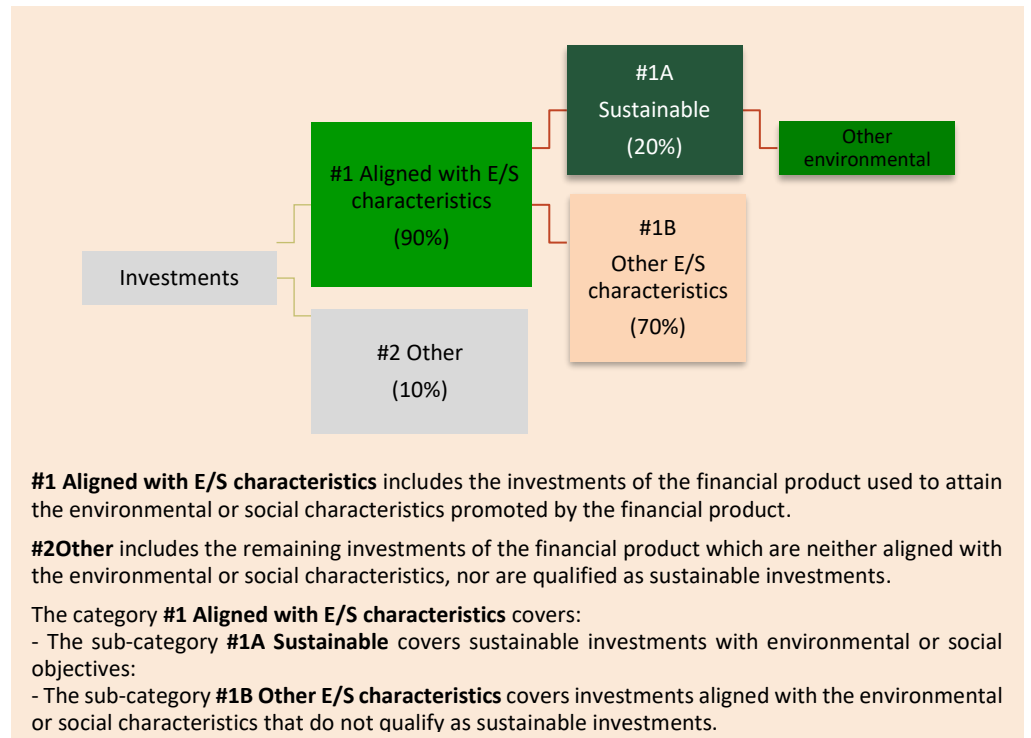 #1A
Sustainable
(20%)
Other
environmental
#1 Aligned with E/S
characteristics
(90%)
#1B
Other E/S
characteristics
(70%)
Investments
#2 Other
(10%)
#1 Aligned with E/S characteristics includes the investments of the financial product used to attain
the environmental or social characteristics promoted by the financial product.
#2Other includes the remaining investments of the financial product which are neither aligned with
the environmental or social characteristics, nor are qualified as sustainable investments.
The category #1 Aligned with E/S characteristics covers:
- The sub-category #1A Sustainable covers sustainable investments with environmental or social
objectives:
- The sub-category #1B Other E/S characteristics covers investments aligned with the environmental
or social characteristics that do not qualify as sustainable investments.